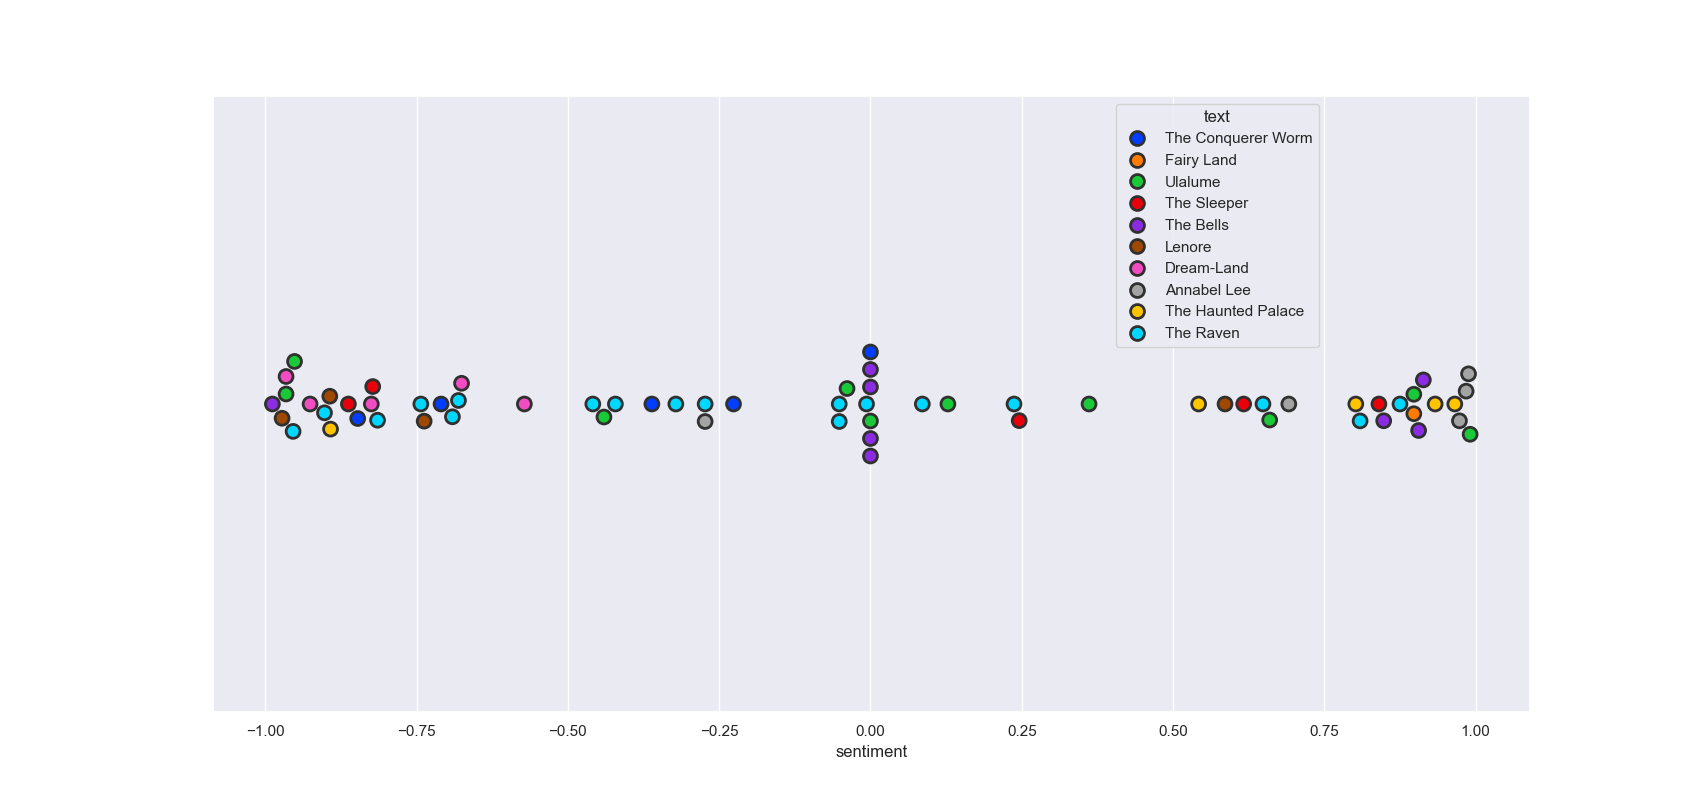 text
The Conquerer Worm
Fairy Land
Ulalume
The Sleeper
The Bells
Lenore
Dream-Land
Annabel Lee
The Haunted Palace
The Raven
−1.00 −0.75 −0.50 −0.25 0.00 0.25 0.50 0.75 1.00
sentiment